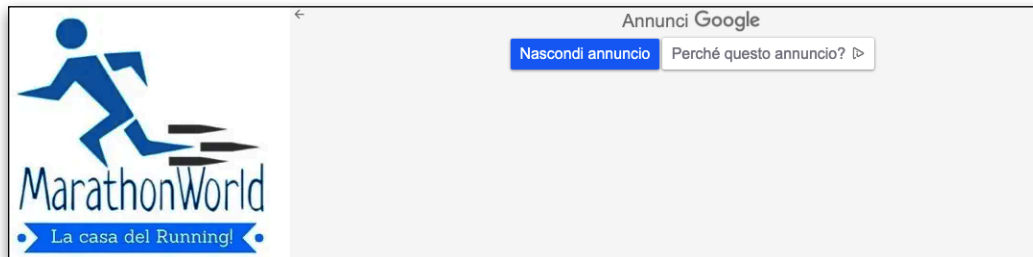 MarathonWorld
La casa del Running!
Annunci Google
Nascondi annuncio
Perché questo annuncio?